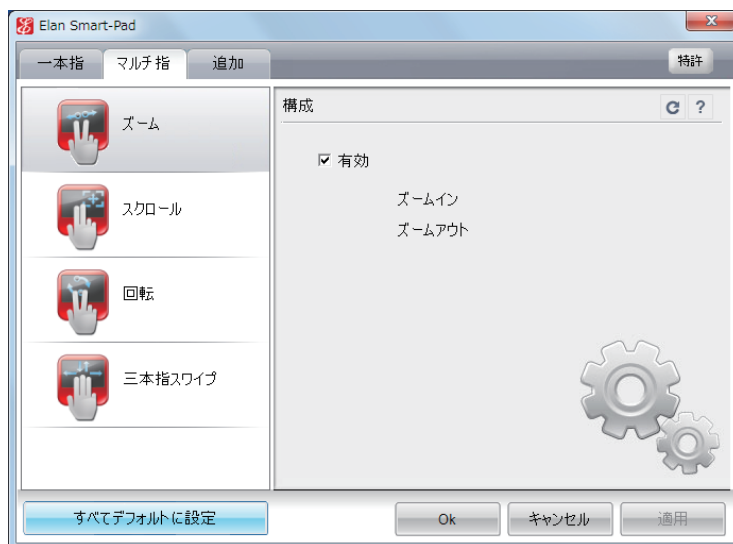 Elan Smart-Pad
一本指 マルチ指 追加 特許
ズーム
スクロール
回転
三本指スワイプ
構成 ?
有効
ズームイン
ズームアウト
すべてデフォルトに設定 Ok キャンセル 適用